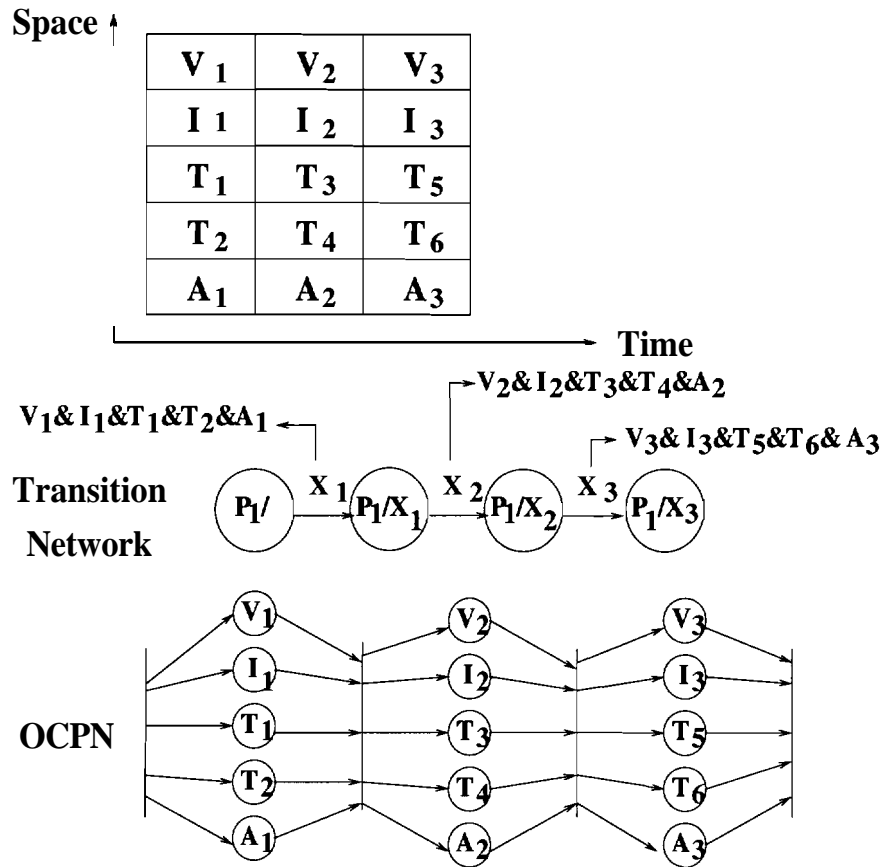 Space
V1 V2 V3
I1 I2 I3
T1 T3 T5
T2 T4 T6
A1 A2 A3
Time
V2&I2&T3&T4&A2
V1&I1&T1&T2&A1
V3&I3&T5&T6&A3
Transition
Network
X1 X2 X3
P1/ P1/X1 P1/X2 P1/X3
V1 V2 V3
I1 I2 I3
OCPN
T1 T3 T5
T2 T4 T6
A1 A2 A3